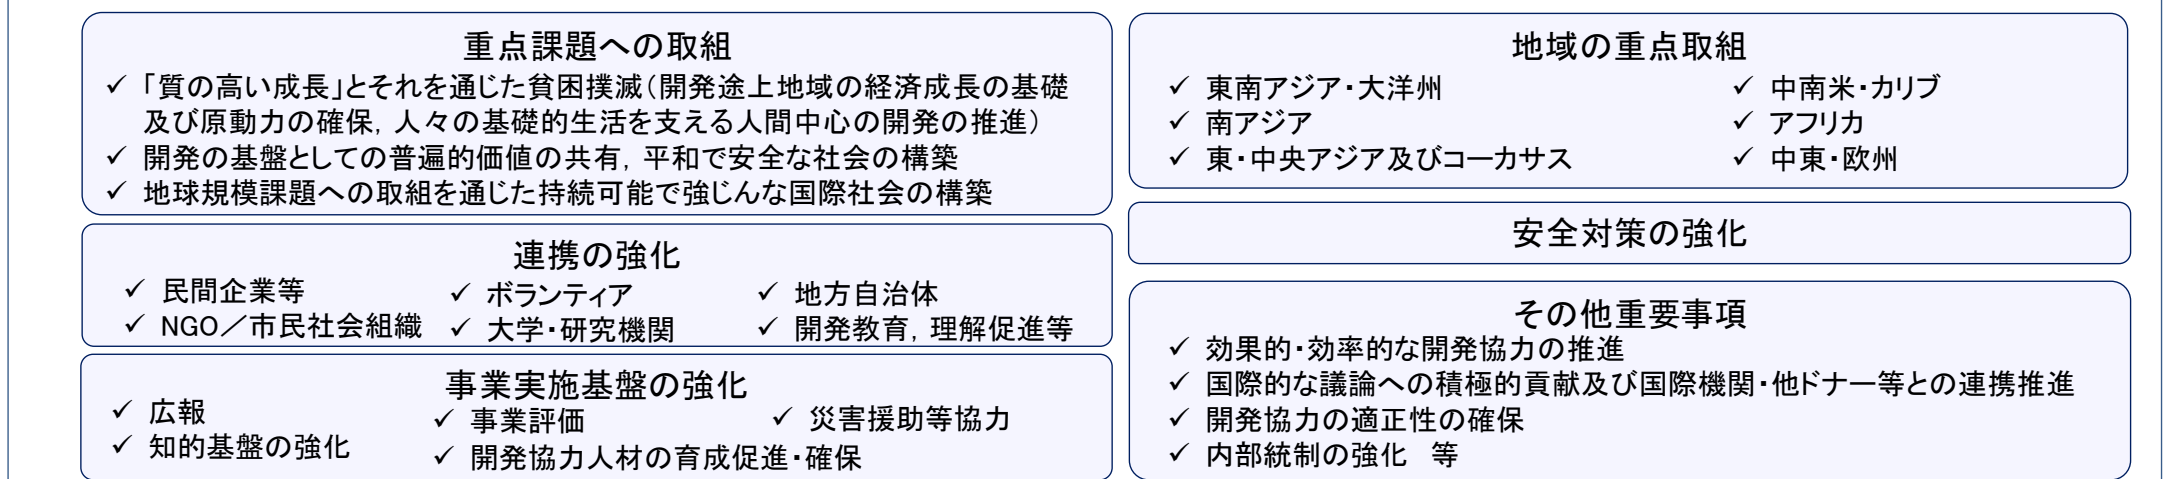 重点課題への取組
✓ 「質の高い成長」とそれを通じた貧困撲滅（開発途上地域の経済成長の基礎
及び原動力の確保，人々の基礎的生活を支える人間中心の開発の推進）
✓ 開発の基盤としての普遍的価値の共有，平和で安全な社会の構築
✓ 地球規模課題への取組を通じた持続可能で強じんな国際社会の構築
連携の強化
✓ 民間企業等
✓ NGO／市民社会組織
✓ ボランティア
✓ 大学・研究機関
✓ 地方自治体
✓ 開発教育，理解促進等
事業実施基盤の強化
✓ 広報
✓ 知的基盤の強化
✓ 事業評価
✓ 災害援助等協力
✓ 開発協力人材の育成促進・確保
地域の重点取組
✓ 東南アジア・大洋州
✓ 南アジア
✓ 東・中央アジア及びコーカサス
✓ 中南米・カリブ
✓ アフリカ
✓ 中東・欧州
安全対策の強化
その他重要事項
✓ 効果的・効率的な開発協力の推進
✓ 国際的な議論への積極的貢献及び国際機関・他ドナー等との連携推進
✓ 開発協力の適正性の確保
✓ 内部統制の強化　等